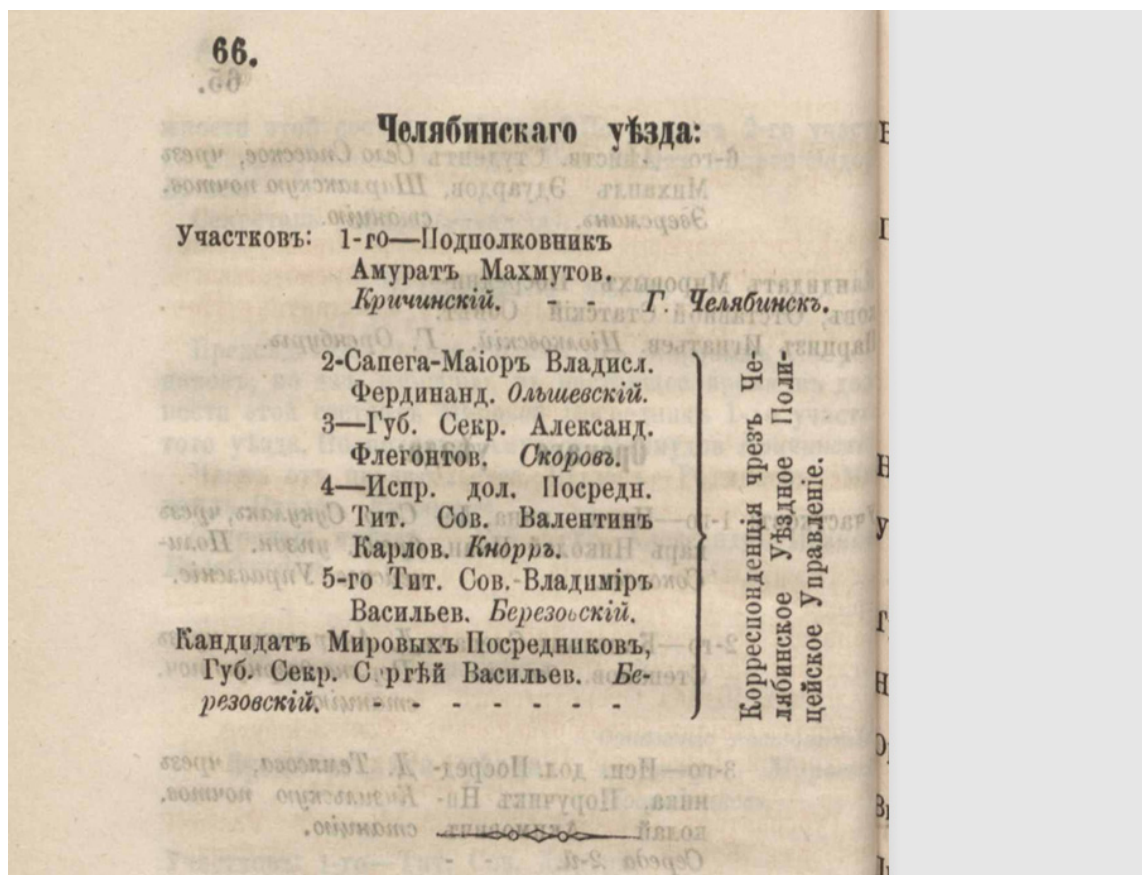 66.
Челябинскаго уѣзда:
Участковъ: 1-го—Подполковникъ
Амуратъ Махмутов.
Кричинскій. - - Г. Челябинскъ.
2-Сапега-Маіоръ Владисл.
Фердинанд. Ольшевскій.
3—Губ. Секр. Александ.
Флегонтов. Скоровъ.
4—Испр. дол. Посредн.
Тит. Сов. Валентинъ
Карлов. Кнорръ.
5-го Тит. Сов. Владиміръ
Васильев. Березовскій.
Кандидатъ Мировыхъ Посредниковъ,
Губ. Секр. С ргѣй Васильев. Бе-
резовскій. - - - - - - -
Корреспонденція чрезъ Че-
лябинское Уѣздное Поли-
цейское Управленіе.